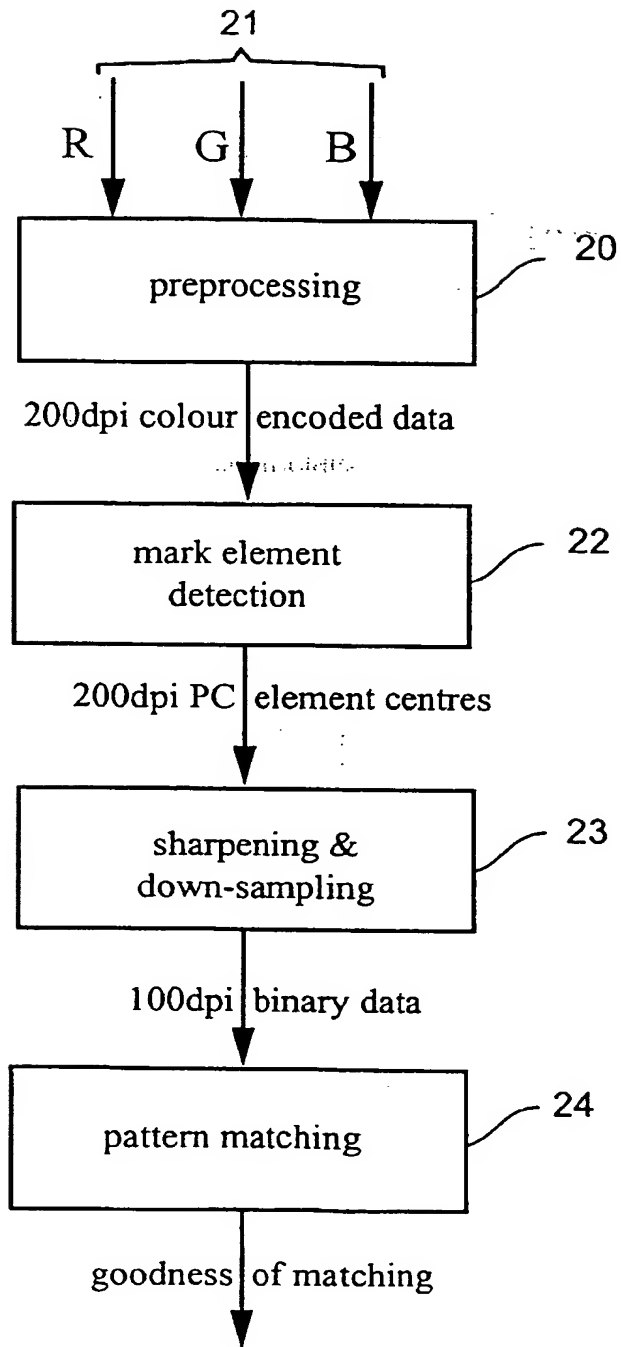 21
R G B
20
preprocessing
200dpi colour encoded data
22
mark element
detection
200dpi PC element centres
23
sharpening &
down-sampling
100dpi binary data
24
pattern matching
goodness of matching